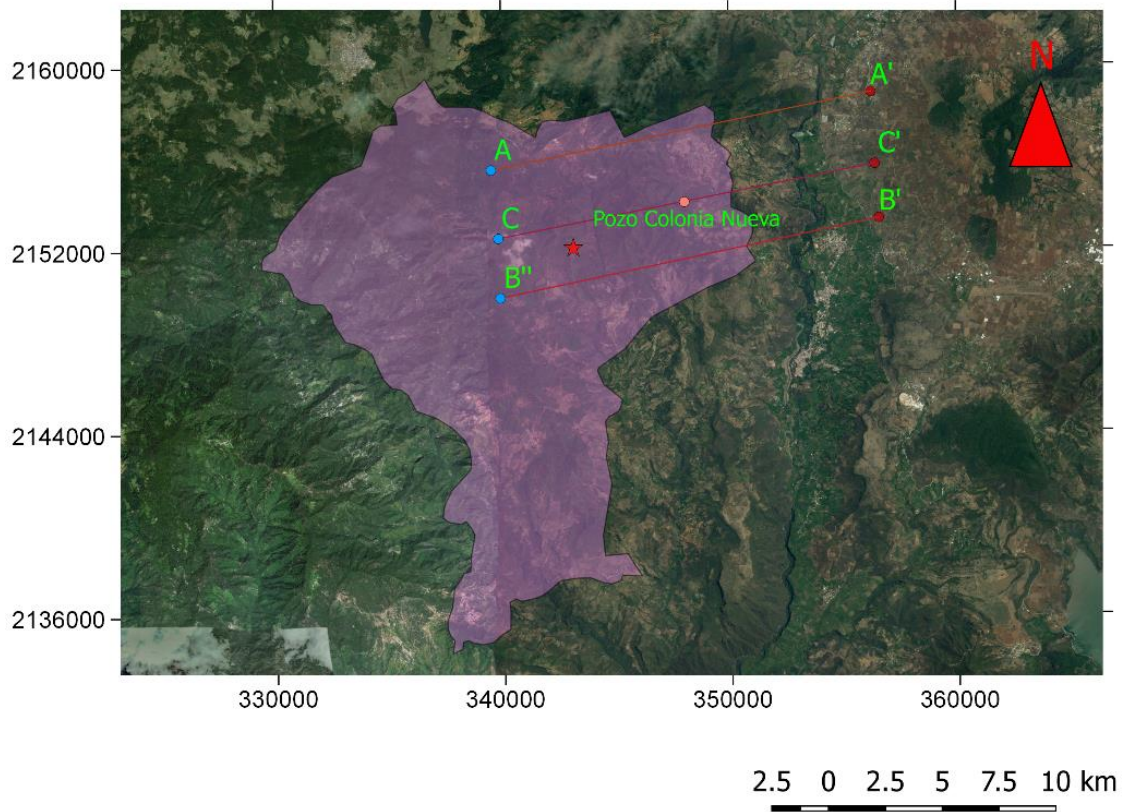 N
2160000
A'
A
C'
C
Pozo Colonia Nueva
B'
2152000
B"
2144000
2136000
330000 340000 350000 360000
2.5 0 2.5 5 7.5 10 km